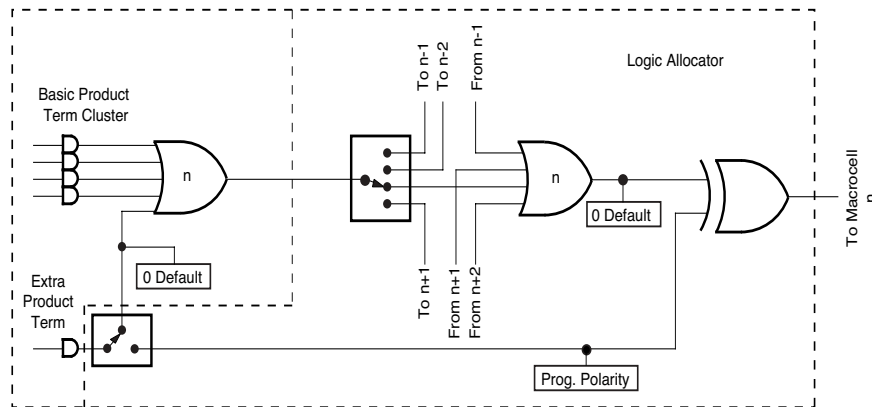 Basic Product
Term Cluster
n
0 Default
Extra
Product
Term
To n-1
To n-2
From n-1
Logic Allocator
n
0 Default
To n+1
From n+1
From n+2
Prog. Polarity
To Macrocell
n